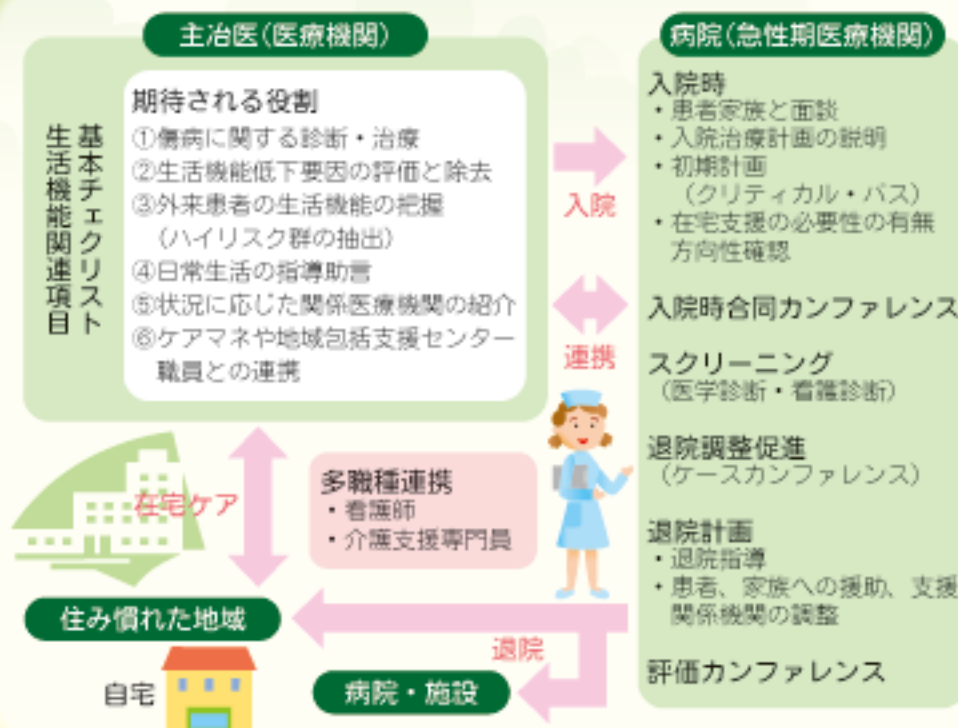 主治医(医療機関)
基本チェクリスト
生活機能関連項目
期待される役割
①傷病に関する診断・治療
②生活機能低下要因の評価と除去
③外来患者の生活機能の把握
(ハイリスク群の抽出)
④日常生活の指導助言
⑤状況に応じた関係医療機関の紹介
⑥ケアマネや地域包括支援センター
職員との連携
入院
連携
病院(急性期医療機関)
入院時
・患者家族と面談
・入院治療計画の説明
・初期計画
(クリティカル・パス)
・在宅支援の必要性の有無
方向性確認
入院時合同カンファレンス
スクリーニング
(医学診断・看護診断)
退院調整促進
(ケースカンファレンス)
退院計画
・退院指導
・患者、家族への援助、支援
関係機関の調整
評価カンファレンス
在宅ケア
多職種連携
・看護師
・介護支援専門員
住み慣れた地域
退院
自宅
病院・施設